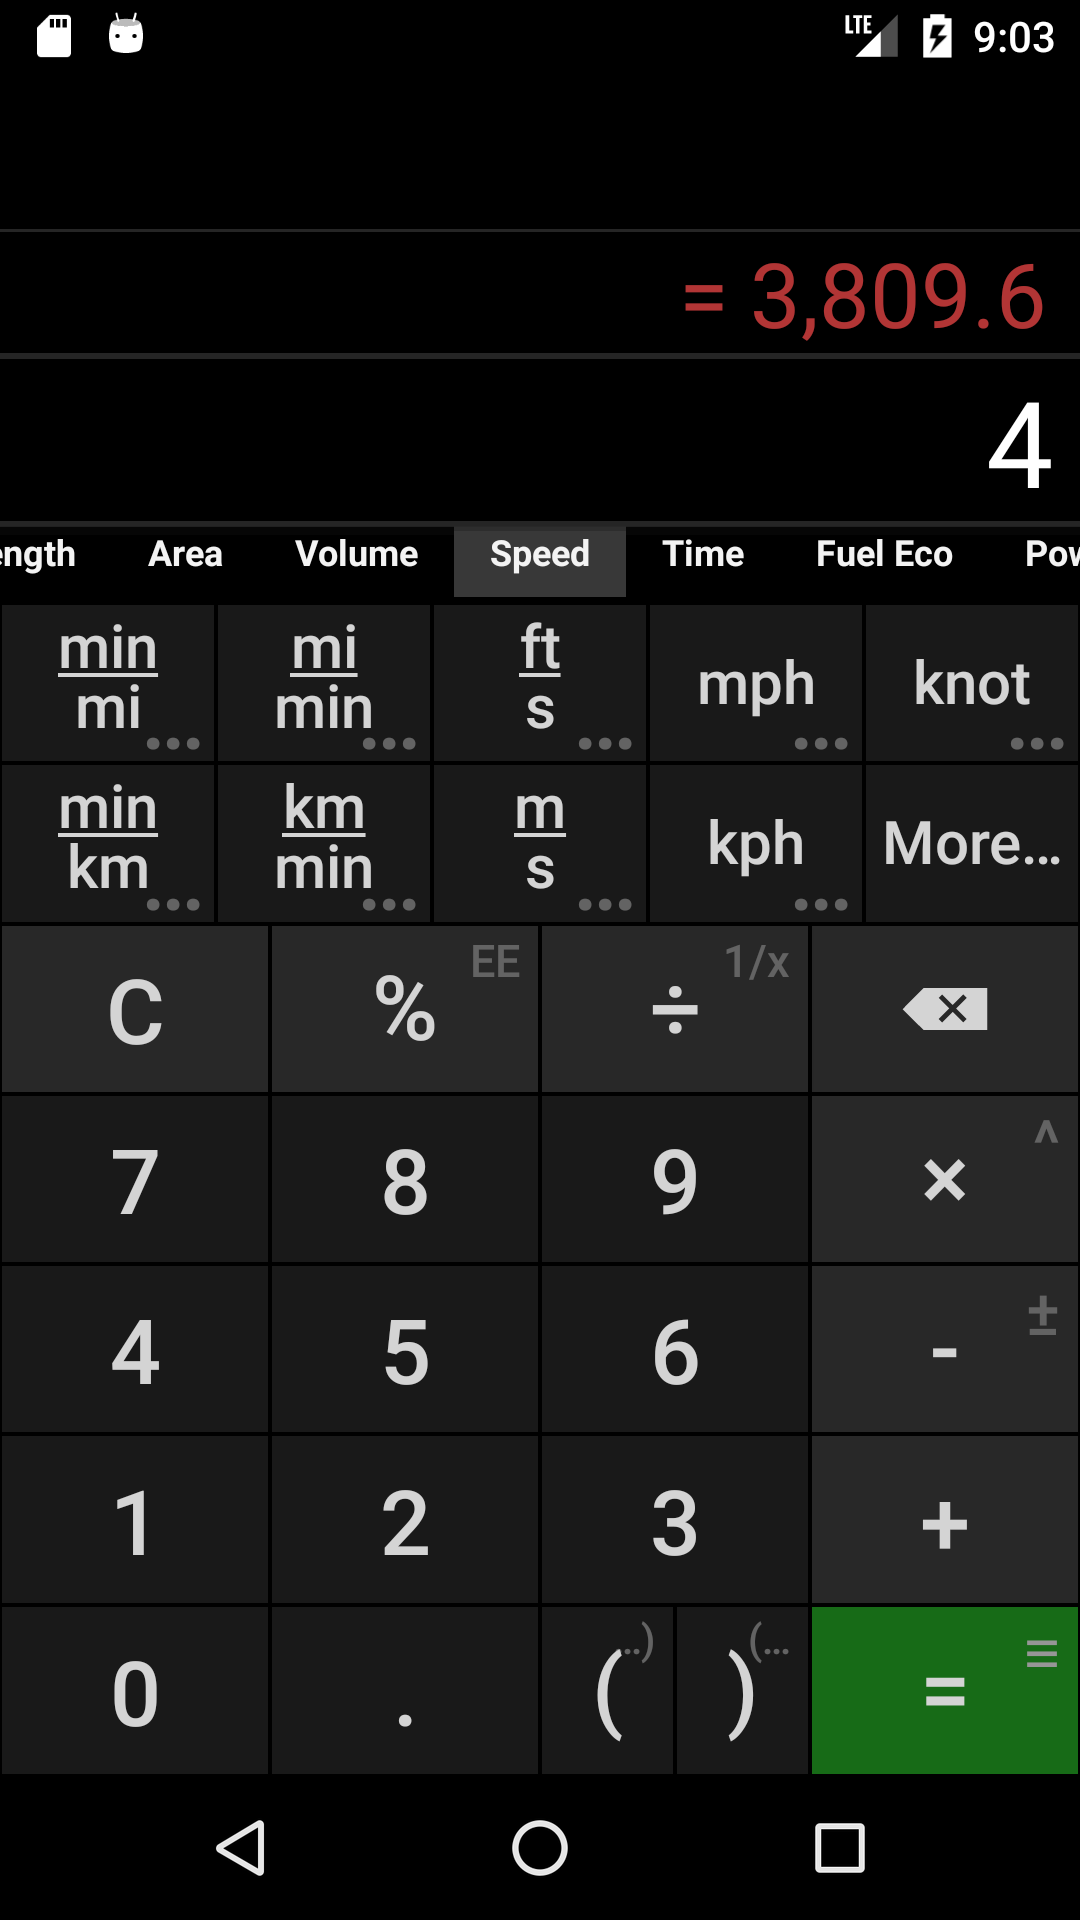 LTE 9:03
= 3,809.6
4
ength Area Volume Speed Time Fuel Eco Pow
min/mi mi/min ft/s mph knot
min/km km/min m/s kph More...
C % EE ÷ 1/x
7 8 9 × ^
4 5 6 - ±
1 2 3 +
0 . ( ..) ) (... =